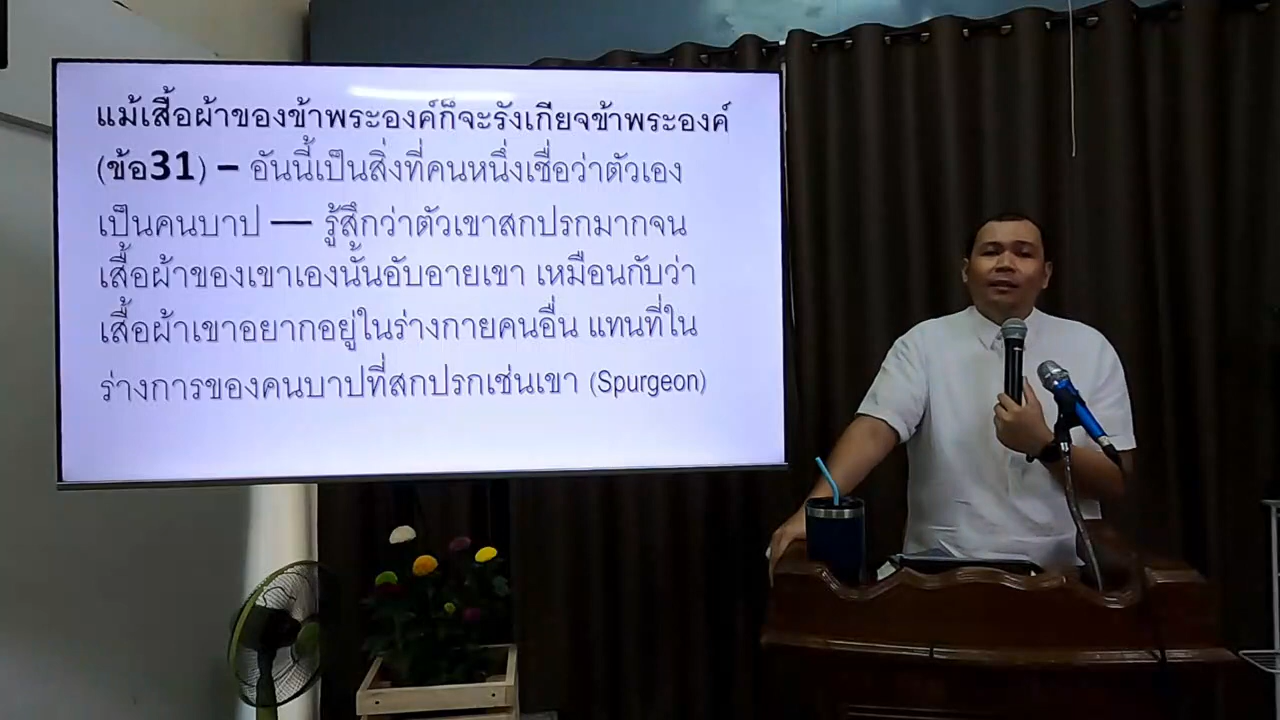 แม้เสื้อผ้าของข้าพระองค์ก็จะรังเกียจข้าพระองค์
(ข้อ31) – อันนี้เป็นสิ่งที่คนหนึ่งเชื่อว่าตัวเอง
เป็นคนบาป — รู้สึกว่าตัวเขาสกปรกมากจน
เสื้อผ้าของเขาเองนั้นอับอายเขา เหมือนกับว่า
เสื้อผ้าเขาอยากอยู่ในร่างกายคนอื่น แทนที่ใน
ร่างการของคนบาปที่สกปรกเช่นเขา (Spurgeon)